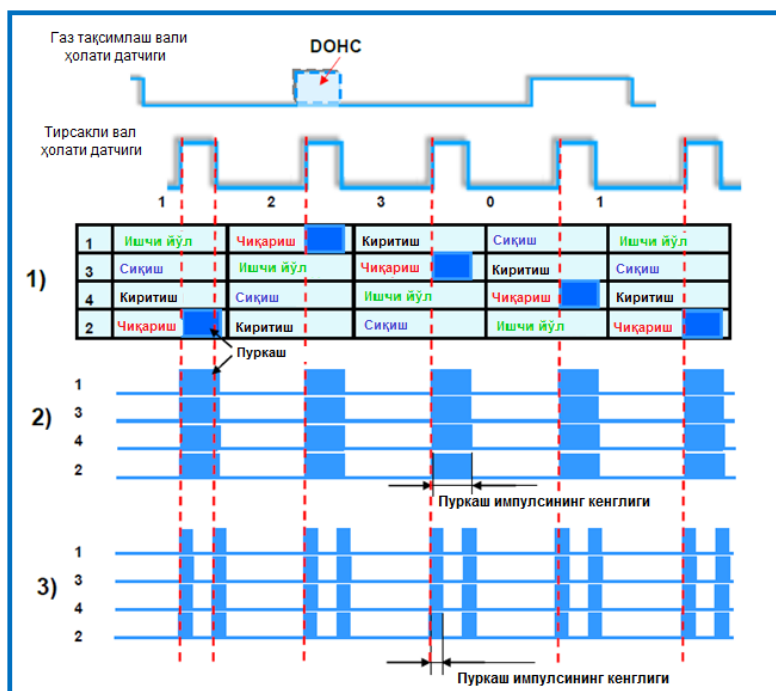 Газ тақсимлаш вали
ҳолати датчиги
DOHC
Тирсакли вал
ҳолати датчиги
1 2 3 0 1
1)
1 Ишчи йўл Чиқариш Киритиш Сиқиш Ишчи йўл
3 Сиқиш Ишчи йўл Чиқариш Киритиш Сиқиш
4 Киритиш Сиқиш Ишчи йўл Чиқариш Киритиш
2 Чиқариш Киритиш Сиқиш Ишчи йўл Чиқариш
Пуркаш
2)
1
3
4
2
Пуркаш импулсининг кенглиги
3)
1
3
4
2
Пуркаш импулсининг кенглиги